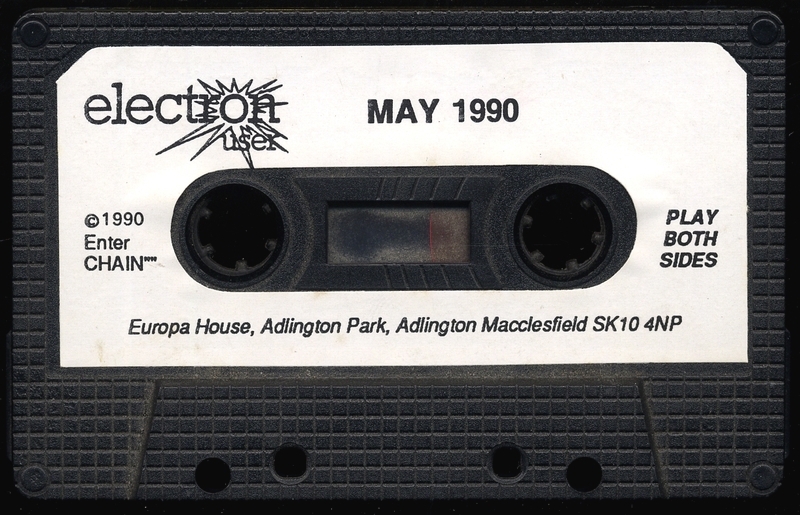 electron
user
MAY 1990
©1990
Enter
CHAIN""
PLAY
BOTH
SIDES
Europa House, Adlington Park, Adlington Macclesfield SK10 4NP